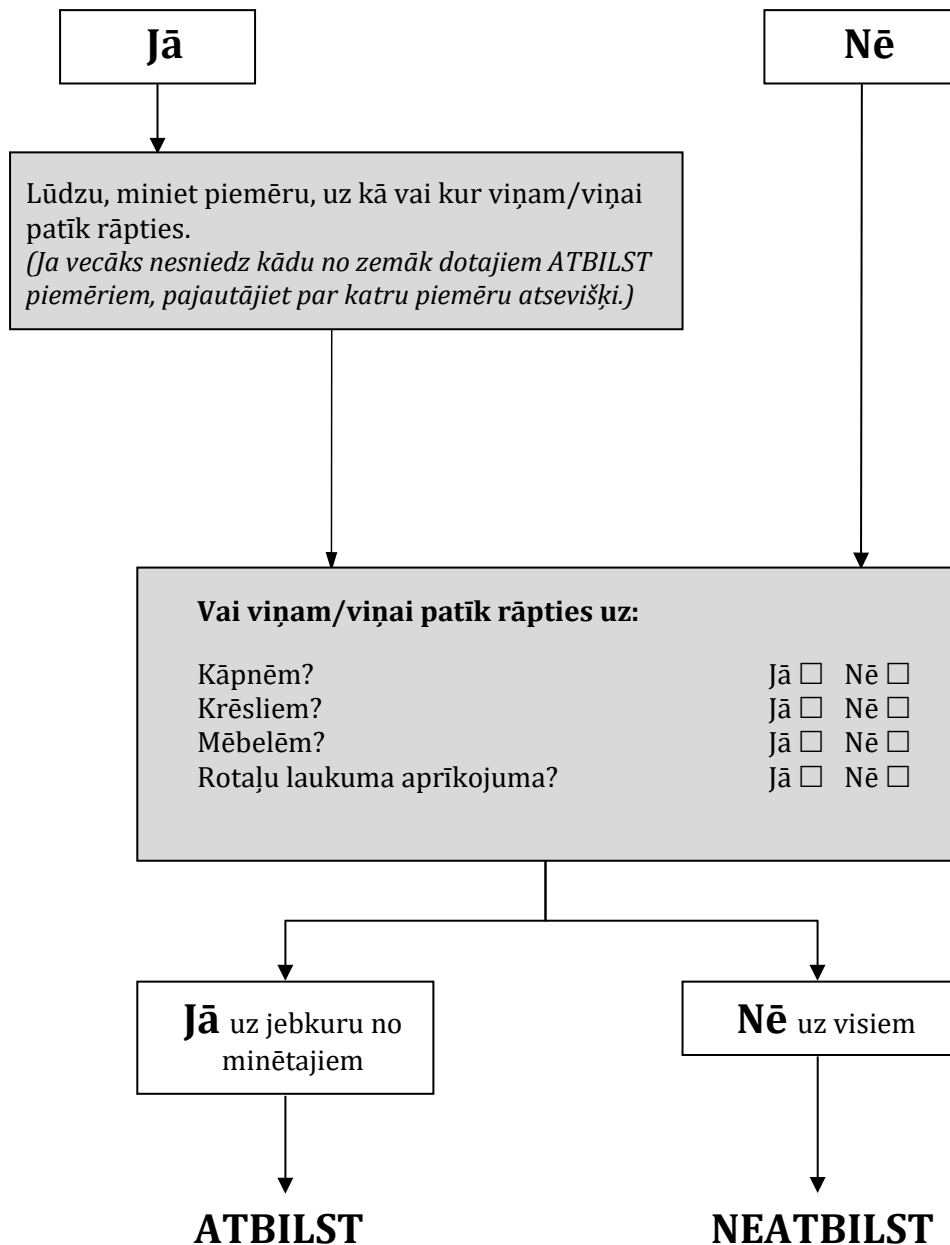 Jā
Nē
Lūdzu, miniet piemēru, uz kā vai kur viņam/viņai
patīk rāpties.
(Ja vecāks nesniedz kādu no zemāk dotajiem ATBILST
piemēriem, pajautājiet par katru piemēru atsevišķi.)
Vai viņam/viņai patīk rāpties uz:
Kāpnēm? Jā ☐ Nē ☐
Krēsliem? Jā ☐ Nē ☐
Mēbelēm? Jā ☐ Nē ☐
Rotaļu laukuma aprīkojuma? Jā ☐ Nē ☐
Jā uz jebkuru no
minētajiem
Nē uz visiem
ATBILST
NEATBILST